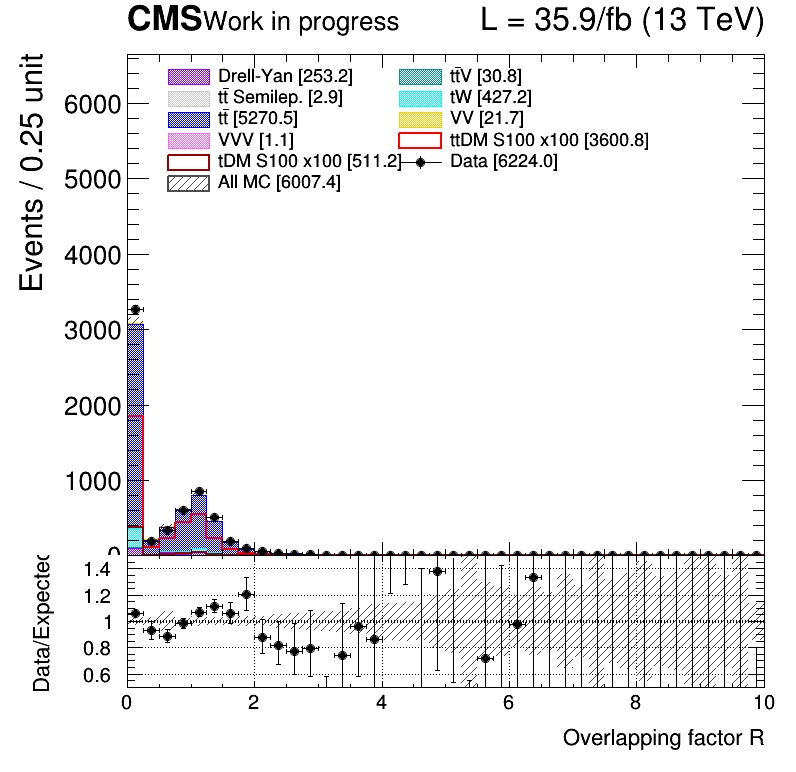 CMS Work in progress L = 35.9/fb (13 TeV)
Events / 0.25 unit
Drell-Yan [253.2] tt̄V [30.8]
tt̄ Semilep. [2.9] tW [427.2]
tt̄ [5270.5] VV [21.7]
VVV [1.1] ttDM S100 x100 [3600.8]
tDM S100 x100 [511.2] Data [6224.0]
All MC [6007.4]
6000
5000
4000
3000
2000
1000
0
Data/Expected
1.4
1.2
1
0.8
0.6
0 2 4 6 8 10
Overlapping factor R